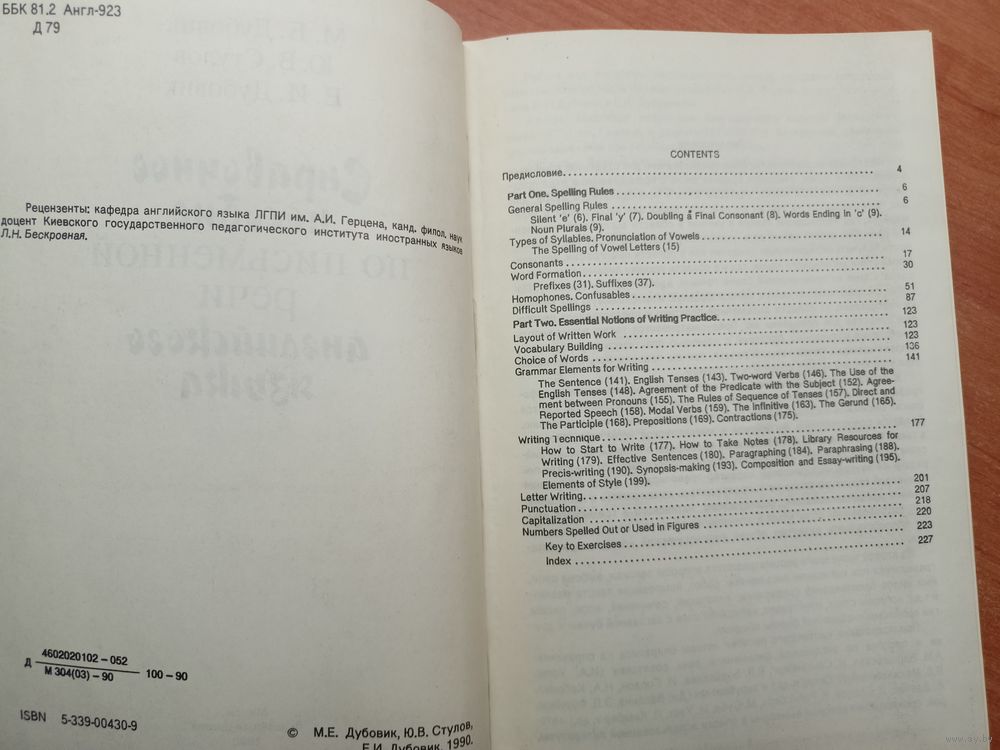 ББК 81.2 Англ-923
Д 79
Рецензенты: кафедра английского языка ЛГПИ им. А.И. Герцена, канд. филол. наук
доцент Киевского государственного педагогического института иностранных языков
Л.Н. Бескровная.
Д 4602020102-052
М 304(03)-90
100-90
ISBN 5-339-00430-9
© М.Е. Дубовик, Ю.В. Стулов,
Е.И. Дубовик, 1990.
CONTENTS
Предисловие. 4
Part One. Spelling Rules 6
General Spelling Rules 6
Silent 'e' (6). Final 'y' (7). Doubling a Final Consonant (8). Words Ending in 'c' (9).
Noun Plurals (9).
Types of Syllables. Pronunciation of Vowels 14
The Spelling of Vowel Letters (15)
Consonants 17
Word Formation 30
Prefixes (31). Suffixes (37).
Homophones. Confusables 51
Difficult Spellings 87
Part Two. Essential Notions of Writing Practice. 123
Layout of Written Work 123
Vocabulary Building 123
Choice of Words 136
Grammar Elements for Writing 141
The Sentence (141). English Tenses (143). Two-word Verbs (146). The Use of the
English Tenses (148). Agreement of the Predicate with the Subject (152). Agree-
ment between Pronouns (155). The Rules of Sequence of Tenses (157). Direct and
Reported Speech (158). Modal Verbs (159). The Infinitive (163). The Gerund (165).
The Participle (168). Prepositions (169). Contractions (175).
Writing Technique 177
How to Start to Write (177). How to Take Notes (178). Library Resources for
Writing (179). Effective Sentences (180). Paragraphing (184). Paraphrasing (188).
Precis-writing (190). Synopsis-making (193). Composition and Essay-writing (195).
Elements of Style (199).
Letter Writing. 201
Punctuation 207
Capitalization 218
Numbers Spelled Out or Used in Figures 220
Key to Exercises 223
Index 227